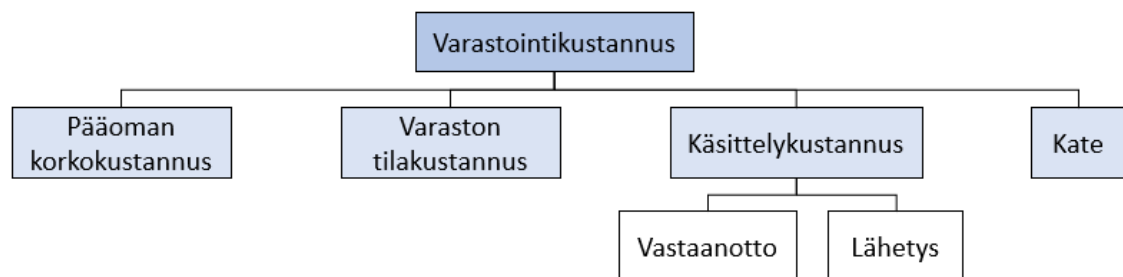 Varastointikustannus
Pääoman
korkokustannus
Varaston
tilakustannus
Käsittelykustannus
Kate
Vastaanotto
Lähetys